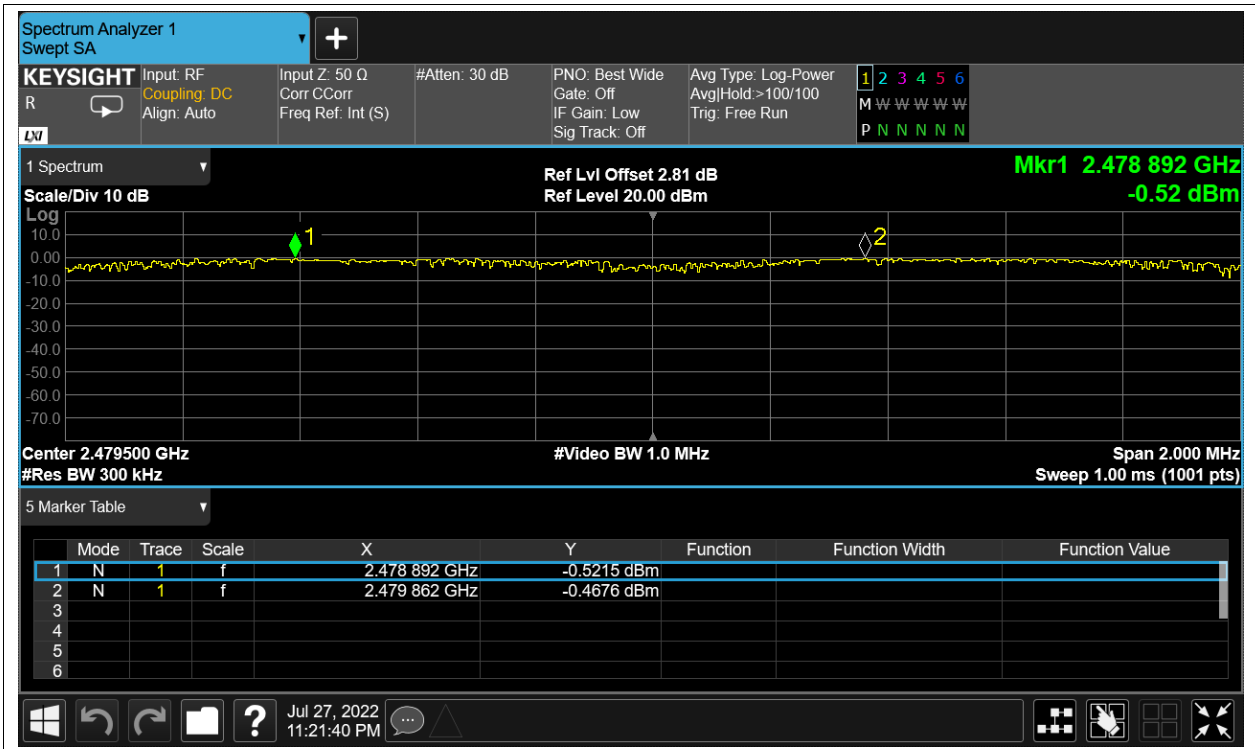 Spectrum Analyzer 1
Swept SA
KEYSIGHT
R
LXI
Input: RF
Coupling: DC
Align: Auto
Input Z: 50 Ω
Corr CCorr
Freq Ref: Int (S)
#Atten: 30 dB
PNO: Best Wide
Gate: Off
IF Gain: Low
Sig Track: Off
Avg Type: Log-Power
Avg|Hold:>100/100
Trig: Free Run
1 2 3 4 5 6
M W W W W W
P N N N N N
1 Spectrum
Scale/Div 10 dB
Ref Lvl Offset 2.81 dB
Ref Level 20.00 dBm
Mkr1 2.478 892 GHz
-0.52 dBm
Log
10.0
0.00
-10.0
-20.0
-30.0
-40.0
-50.0
-60.0
-70.0
1
2
Center 2.479500 GHz
#Video BW 1.0 MHz
Span 2.000 MHz
#Res BW 300 kHz
Sweep 1.00 ms (1001 pts)
5 Marker Table
Mode Trace Scale X Y Function Function Width Function Value
1 N 1 f 2.478 892 GHz -0.5215 dBm
2 N 1 f 2.479 862 GHz -0.4676 dBm
3
4
5
6
?
Jul 27, 2022
11:21:40 PM